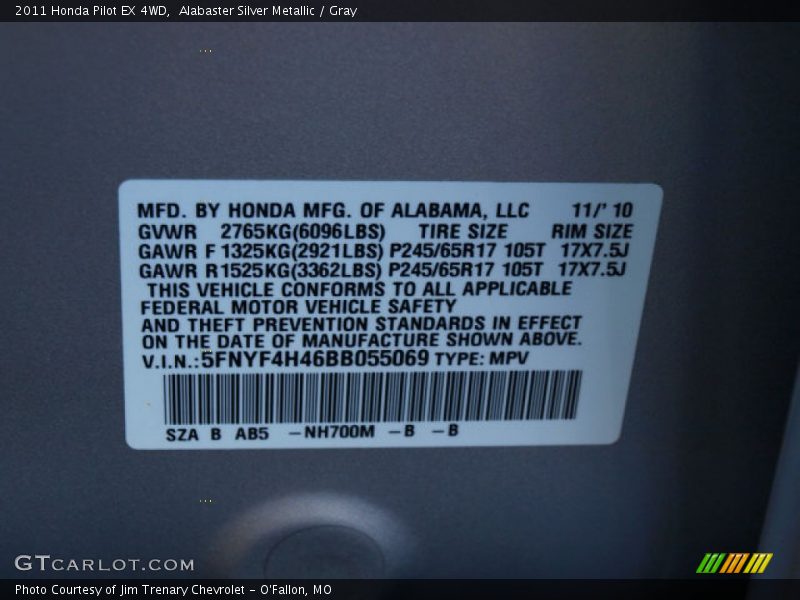 2011 Honda Pilot EX 4WD,  Alabaster Silver Metallic / Gray
MFD. BY HONDA MFG. OF ALABAMA, LLC 11/' 10
GVWR 2765KG(6096LBS) TIRE SIZE RIM SIZE
GAWR F 1325KG(2921LBS) P245/65R17 105T 17X7.5J
GAWR R1525KG(3362LBS) P245/65R17 105T 17X7.5J
THIS VEHICLE CONFORMS TO ALL APPLICABLE
FEDERAL MOTOR VEHICLE SAFETY
AND THEFT PREVENTION STANDARDS IN EFFECT
ON THE DATE OF MANUFACTURE SHOWN ABOVE.
V.I.N.:5FNYF4H46BB055069 TYPE: MPV
SZA B AB5 –NH700M –B –B
GTCARLOT.COM
Photo Courtesy of Jim Trenary Chevrolet - O'Fallon, MO